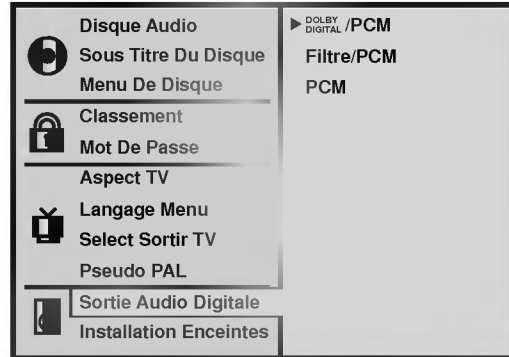 Disque Audio
Sous Titre Du Disque
Menu De Disque
Classement
Mot De Passe
Aspect TV
Langage Menu
Select Sortir TV
Pseudo PAL
Sortie Audio Digitale
Installation Enceintes
DOLBY DIGITAL /PCM
Filtre/PCM
PCM